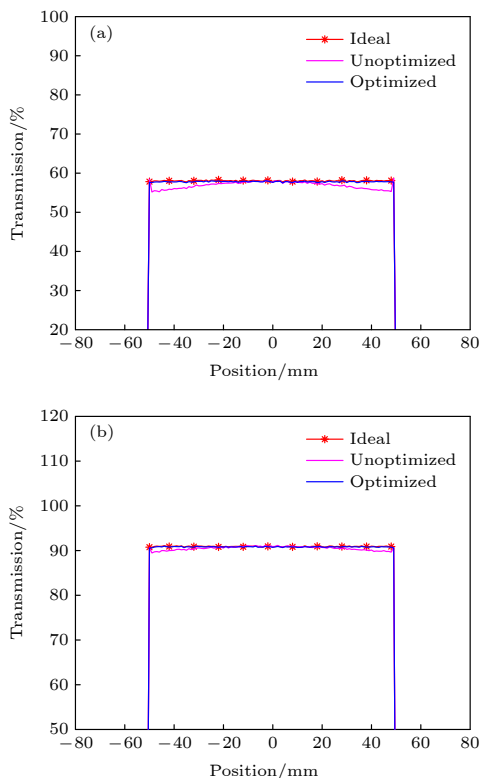 100
(a)
Ideal
90
Unoptimized
Optimized
80
70
60
50
40
30
20
−80 −60 −40 −20 0 20 40 60 80
Transmission/%
Position/mm
120
(b)
Ideal
110
Unoptimized
Optimized
100
90
80
70
60
50
−80 −60 −40 −20 0 20 40 60 80
Transmission/%
Position/mm